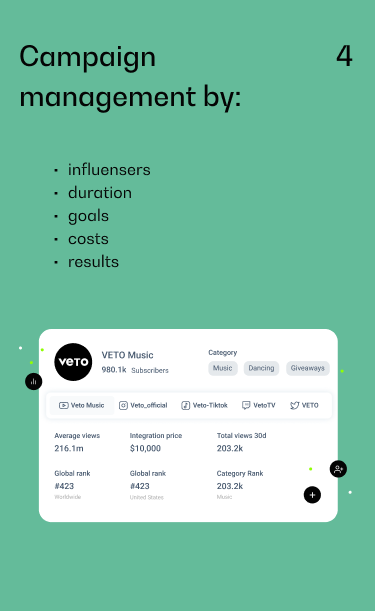 Campaign
management by:
4
• influensers
• duration
• goals
• costs
• results
VETO
VETO Music
980.1k Subscribers
Category
Music Dancing Giveaways
Veto Music Veto_official Veto-Tiktok VetoTV VETO
Average views Integration price Total views 30d
216.1m $10,000 203.2k
Global rank Global rank Category Rank
#423 #423 203.2k
Worldwide United States Music